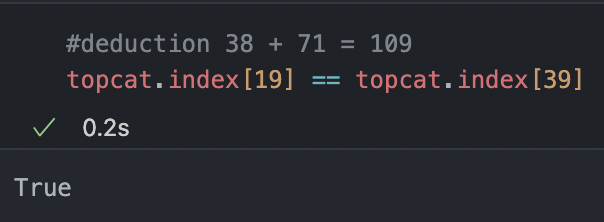 #deduction 38 + 71 = 109
topcat.index[19] == topcat.index[39]
0.2s
True